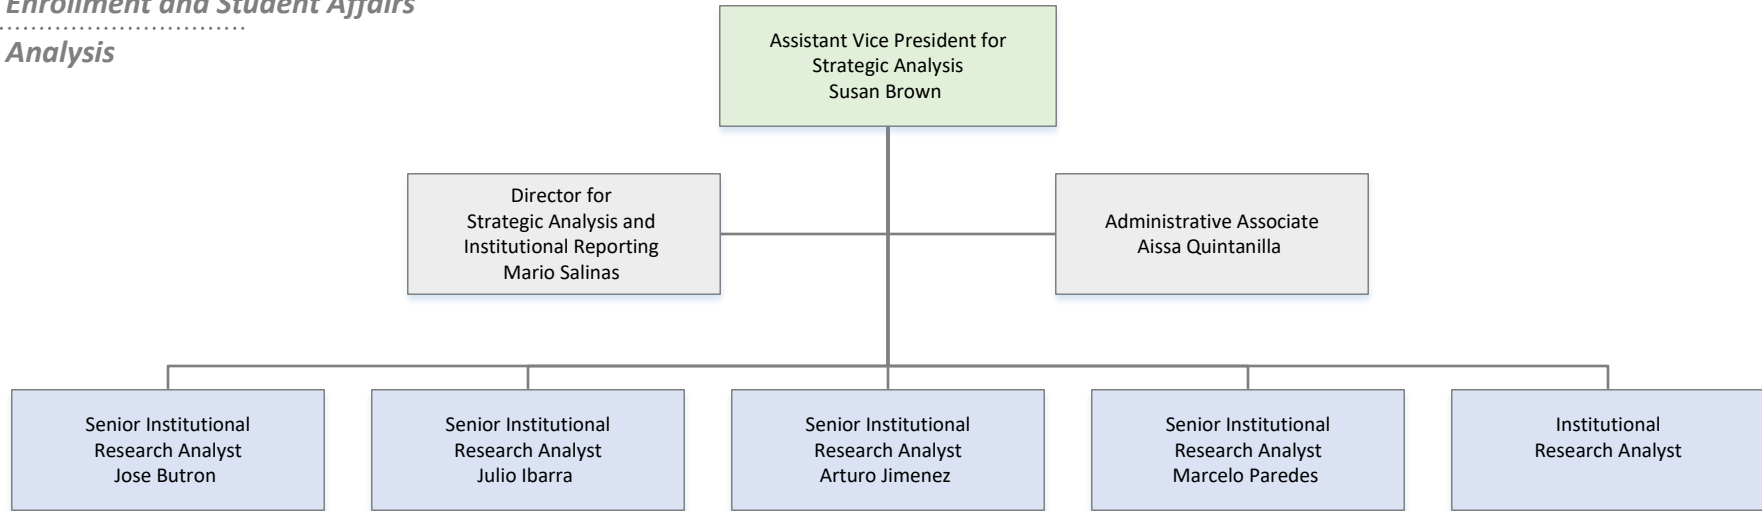 Enrollment and Student Affairs
Analysis
Assistant Vice President for
Strategic Analysis
Susan Brown
Director for
Strategic Analysis and
Institutional Reporting
Mario Salinas
Administrative Associate
Aissa Quintanilla
Senior Institutional
Research Analyst
Jose Butron
Senior Institutional
Research Analyst
Julio Ibarra
Senior Institutional
Research Analyst
Arturo Jimenez
Senior Institutional
Research Analyst
Marcelo Paredes
Institutional
Research Analyst